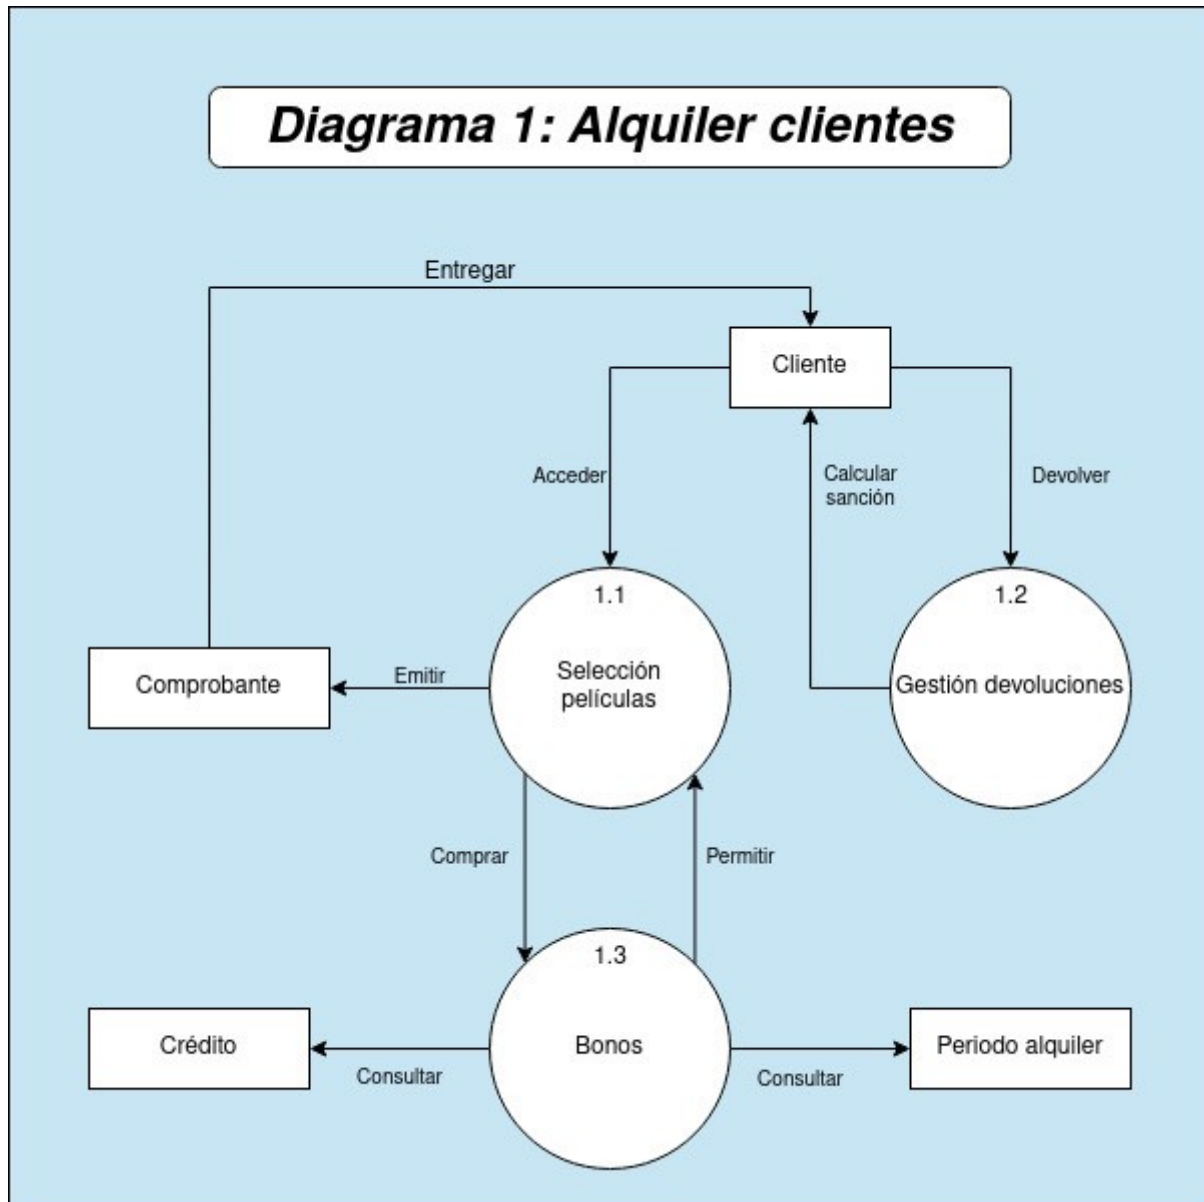 Diagrama 1: Alquiler clientes
Entregar
Cliente
Acceder
Calcular
sanción
Devolver
1.1
Selección
películas
1.2
Gestión devoluciones
Comprobante
Emitir
Comprar
Permitir
1.3
Bonos
Crédito
Consultar
Consultar
Periodo alquiler